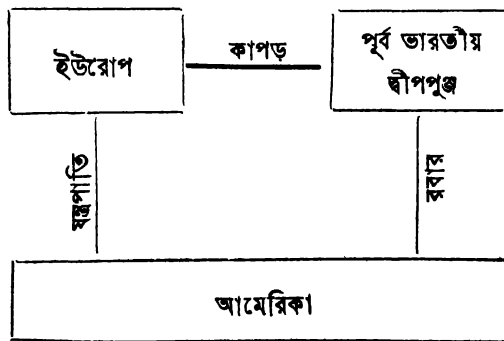 ইউরোপ
কাপড়
পূর্ব ভারতীয়
দ্বীপপুঞ্জ
যন্ত্রপাতি
রবার
আমেরিকা